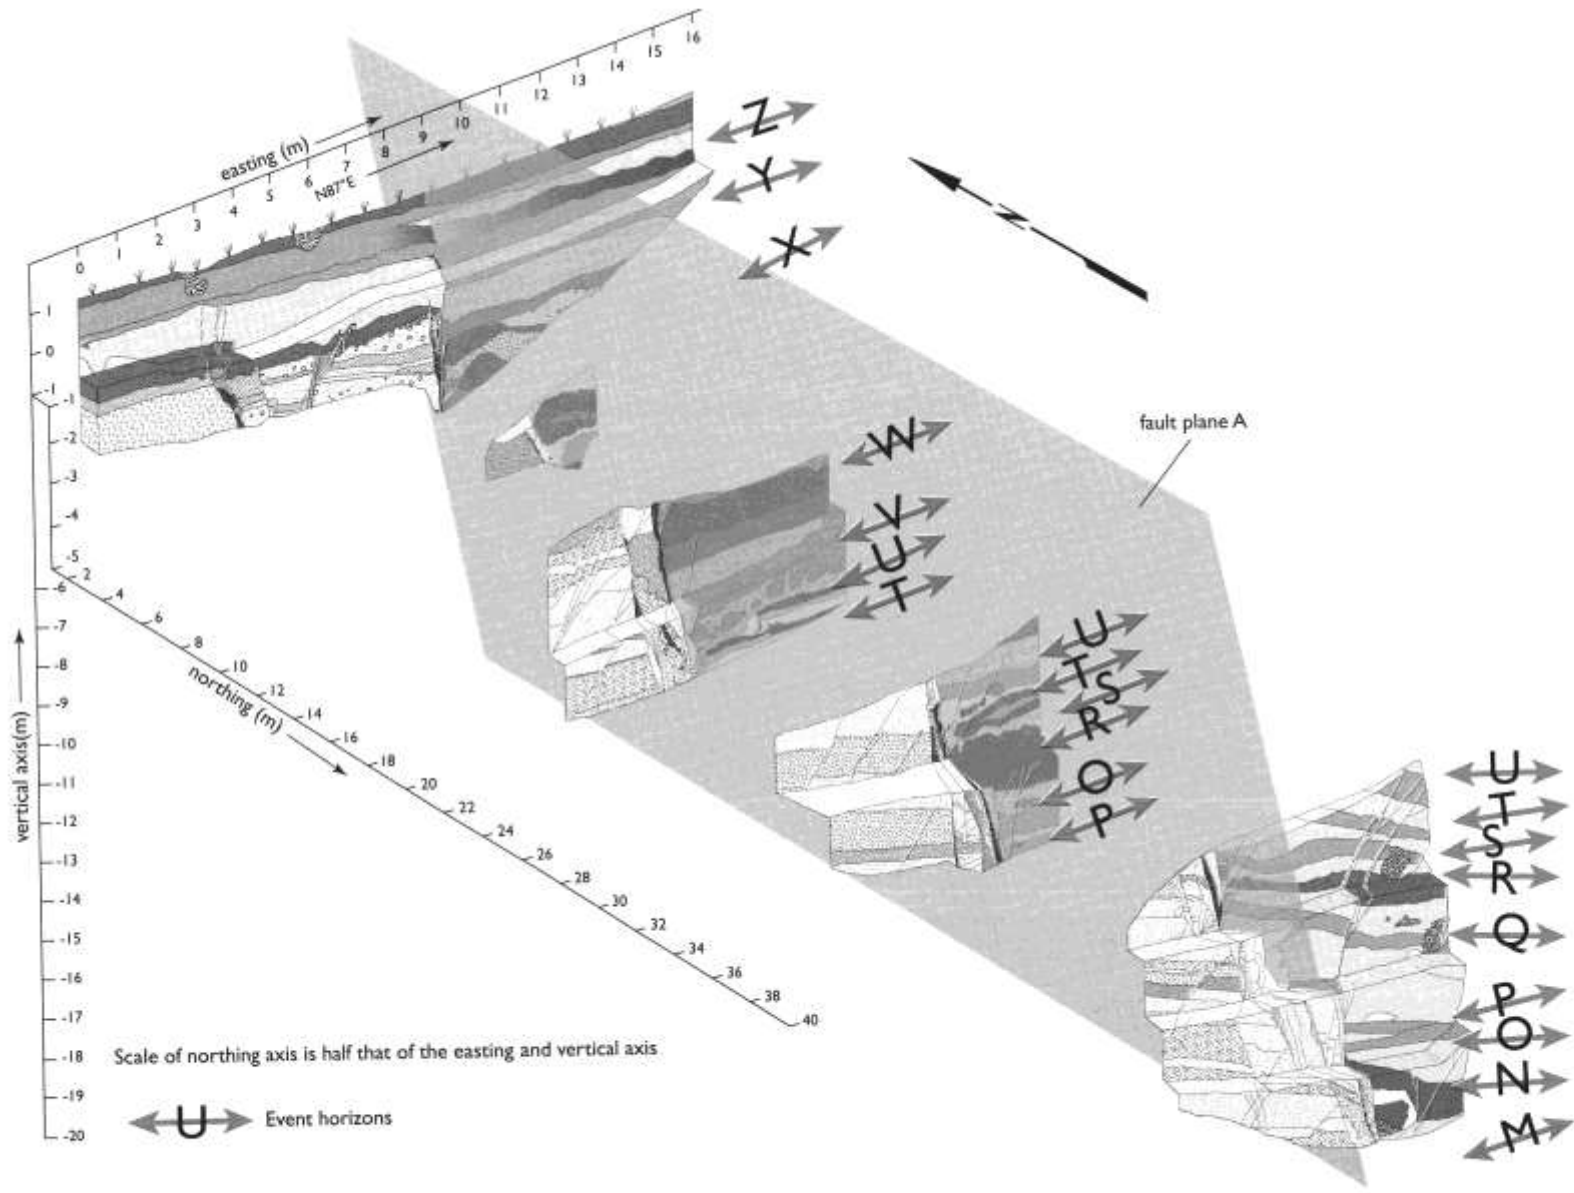 0 1 2 3 4 5 6 7 8 9 10 11 12 13 14 15 16
easting (m)
N87°E
Z
Y
X
N
1
0
-1
-1
-2
-3
-4
-5
-6
-7
-8
-9
-10
-11
-12
-13
-14
-15
-16
-17
-18
-19
-20
vertical axis(m)
fault plane A
W
V
U
T
U
T
S
R
O
P
U
T
S
R
Q
P
O
N
M
2 4 6 8 10 12 14 16 18 20 22 24 26 28 30 32 34 36 38 40
northing (m)
Scale of northing axis is half that of the easting and vertical axis
U Event horizons